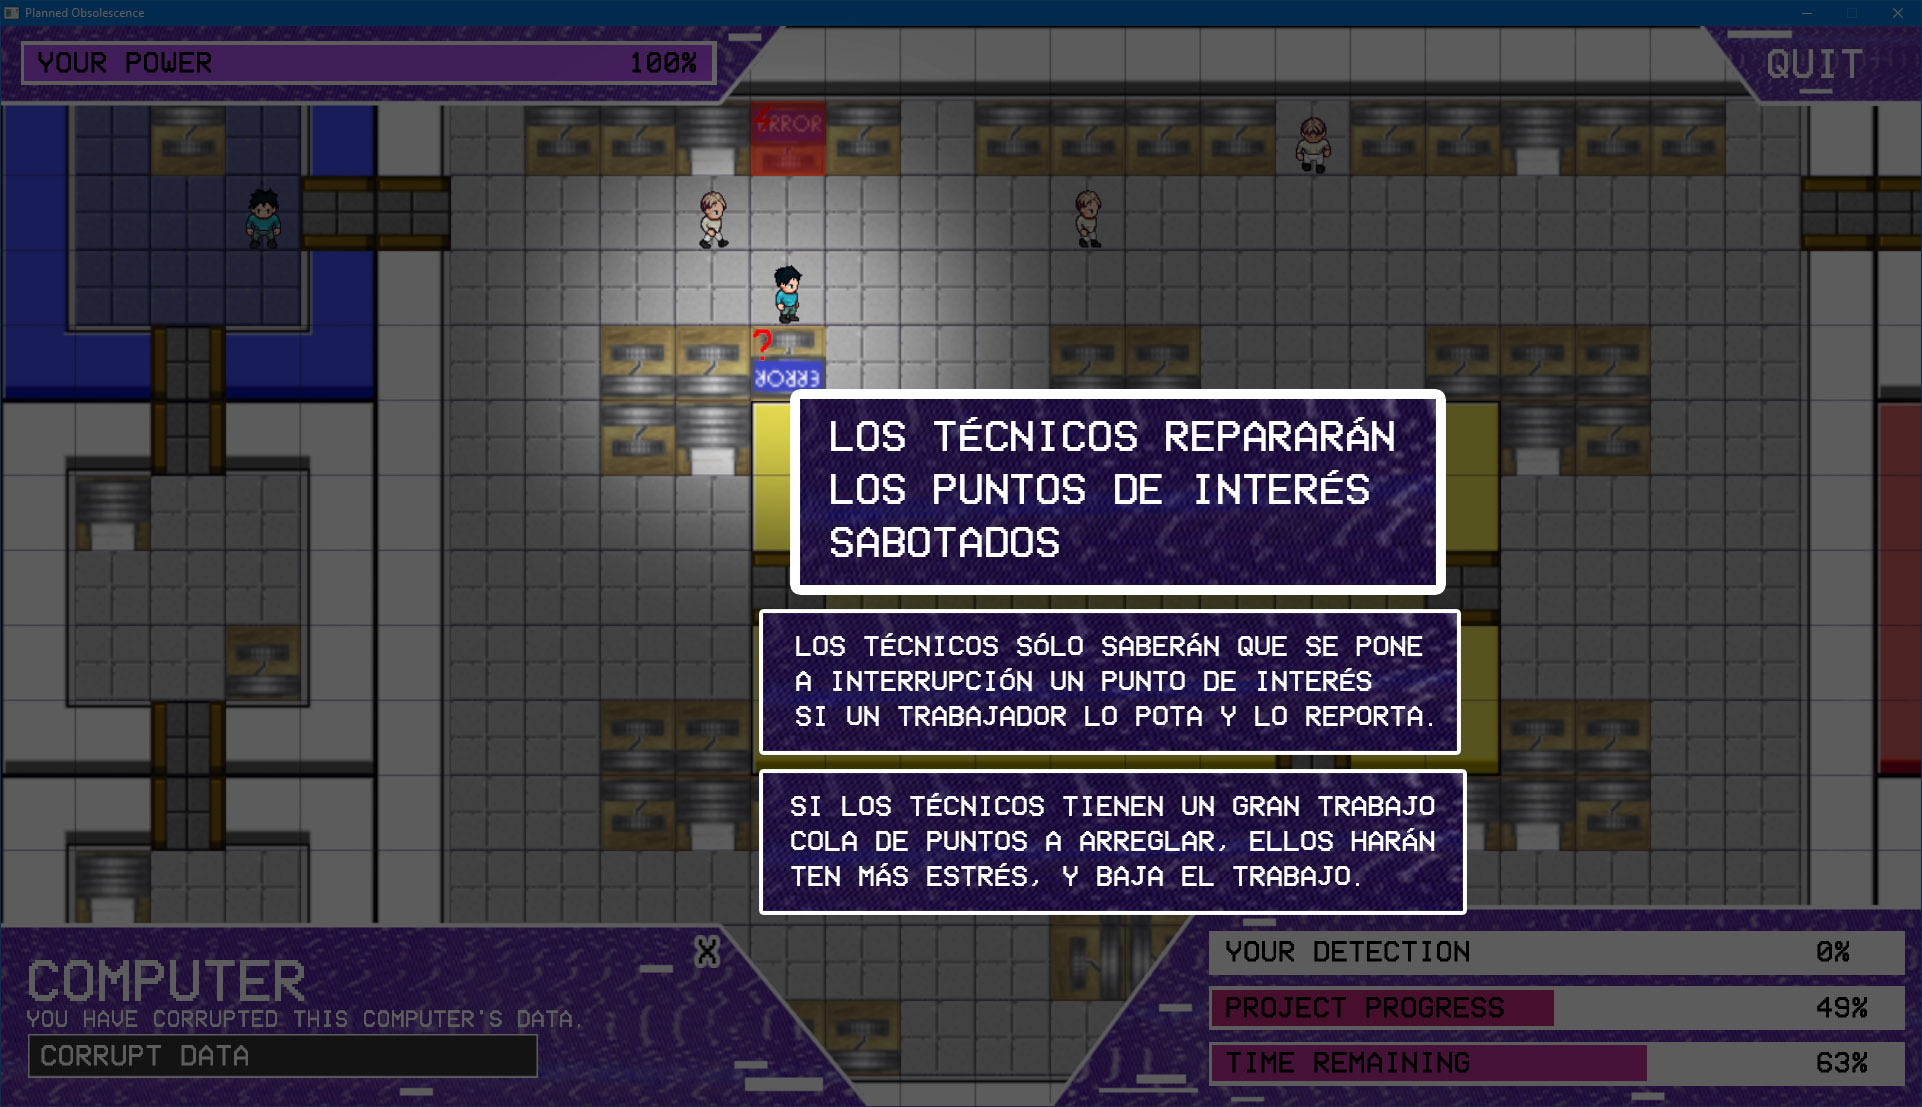 Planned Obsolescence
YOUR POWER 100%
QUIT
ERROR
?
ERROR
LOS TÉCNICOS REPARARÁN
LOS PUNTOS DE INTERÉS
SABOTADOS
LOS TÉCNICOS SÓLO SABERÁN QUE SE PONE
A INTERRUPCIÓN UN PUNTO DE INTERÉS
SI UN TRABAJADOR LO POTA Y LO REPORTA.
SI LOS TÉCNICOS TIENEN UN GRAN TRABAJO
COLA DE PUNTOS A ARREGLAR, ELLOS HARÁN
TEN MÁS ESTRÉS, Y BAJA EL TRABAJO.
X
COMPUTER
YOU HAVE CORRUPTED THIS COMPUTER'S DATA.
CORRUPT DATA
YOUR DETECTION 0%
PROJECT PROGRESS 49%
TIME REMAINING 63%